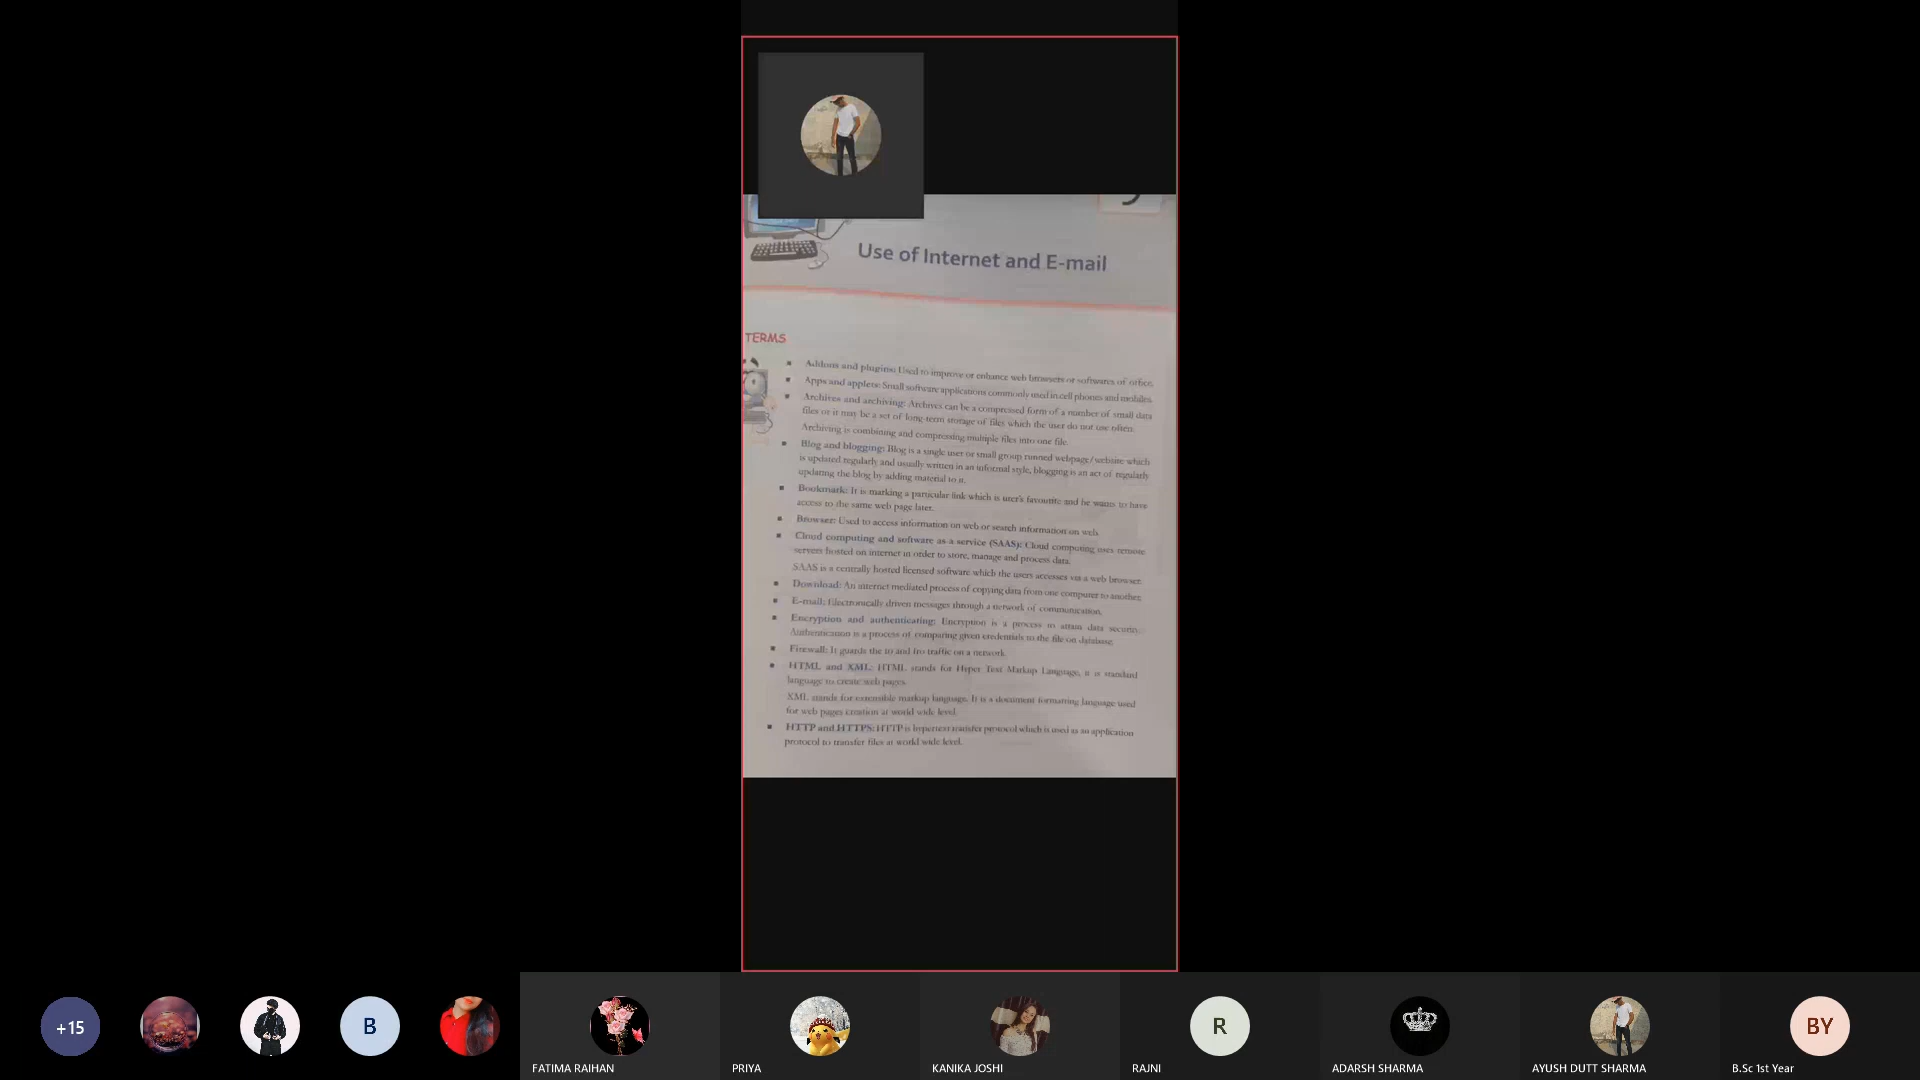 Use of Internet and E-mail
TERMS
Addons and plugins: Used to improve or enhance web browsers or softwares of office.
Apps and applets: Small software applications commonly used in cell phones and mobiles.
Archives and archiving: Archives can be a compressed form of a number of small data
files or it may be a set of long-term storage of files which the user do not use often.
Archiving is combining and compressing multiple files into one file.
Blog and blogging: Blog is a single user or small group runned webpage/website which
is updated regularly and usually written in an informal style, blogging is an act of regularly
updating the blog by adding material to it.
Bookmark: It is marking a particular link which is user's favourite and he wants to have
access to the same web page later.
Browser: Used to access information on web or search information on web.
Cloud computing and software as a service (SAAS): Cloud computing uses remote
servers hosted on internet in order to store, manage and process data.
SAAS is a centrally hosted licensed software which the users accesses via a web browser.
Download: An internet mediated process of copying data from one computer to another.
E-mail: Electronically driven messages through a network of communication.
Encryption and authenticating: Encryption is a process to attain data security.
Authentication is a process of comparing given credentials to the file on database.
Firewall: It guards the to and fro traffic on a network.
HTML and XML: HTML stands for Hyper Text Markup Language, it is standard
language to create web pages.
XML stands for extensible markup language. It is a document formatting language used
for web pages creation at world wide level.
HTTP and HTTPS: HTTP is hypertext transfer protocol which is used as an application
protocol to transfer files at world wide level.
+15
B
R
BY
FATIMA RAIHAN
PRIYA
KANIKA JOSHI
RAJNI
ADARSH SHARMA
AYUSH DUTT SHARMA
B.Sc 1st Year